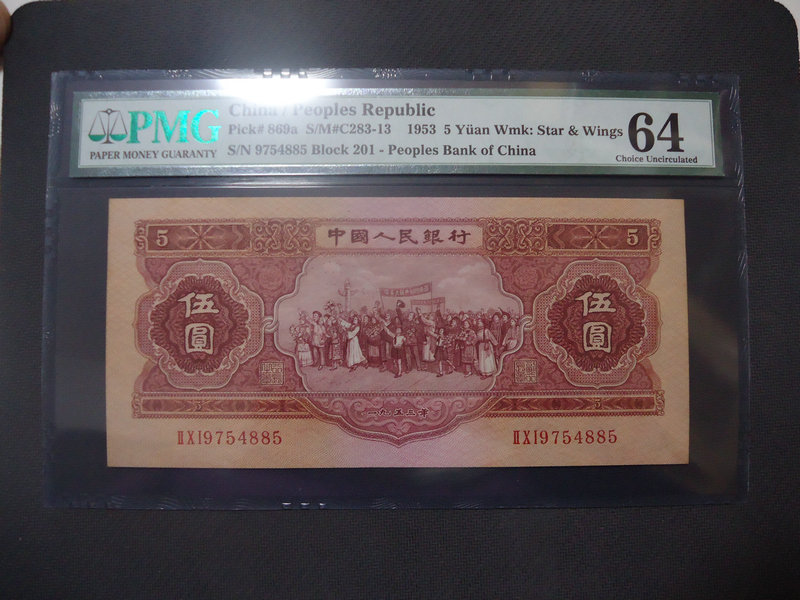 PMG
PAPER MONEY GUARANTY
China / Peoples Republic
Pick# 869a S/M#C283-13 1953 5 Yüan Wmk: Star & Wings
S/N 9754885 Block 201 - Peoples Bank of China
64
Choice Uncirculated
5 中國人民銀行 5
伍圓 伍圓
5 一九五三年 5
ⅡⅩⅠ9754885 ⅡⅩⅠ9754885